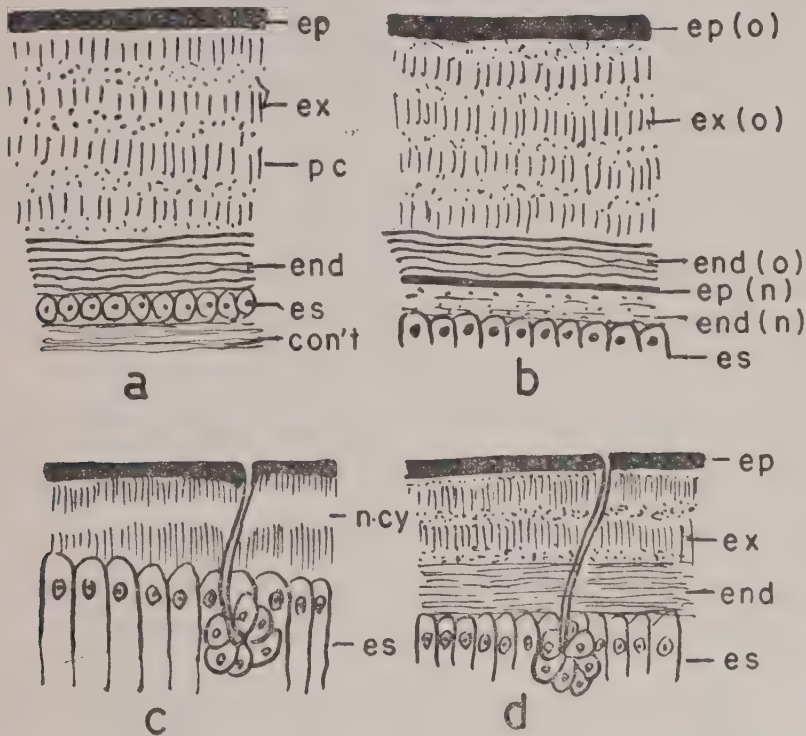 ep
ex
pc
end
es
con't
a
ep (o)
ex (o)
end (o)
ep (n)
end (n)
es
b
n.cy
es
c
ep
ex
end
es
d